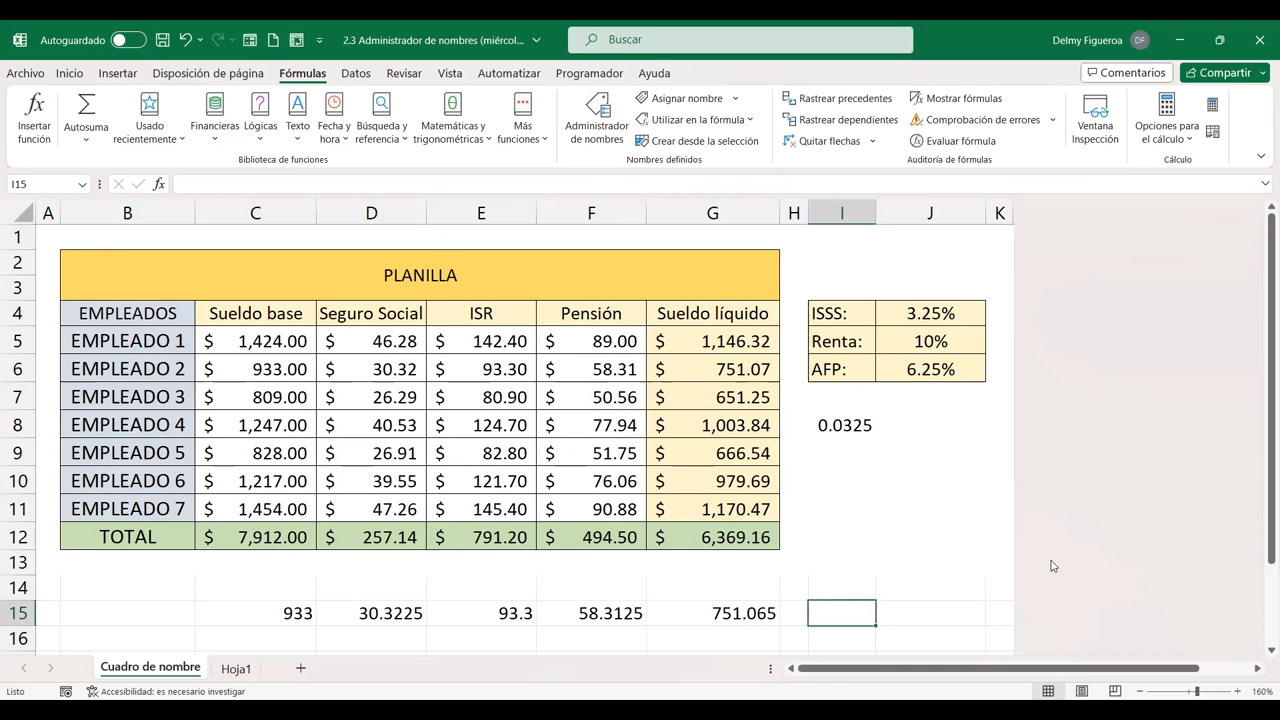 Autoguardado
2.3 Administrador de nombres (miércol...
Buscar
Delmy Figueroa DF
Archivo Inicio Insertar Disposición de página Fórmulas Datos Revisar Vista Automatizar Programador Ayuda
Comentarios Compartir
Insertar función
Autosuma
Usado recientemente
Financieras
Lógicas
Texto
Fecha y hora
Búsqueda y referencia
Matemáticas y trigonométricas
Más funciones
Biblioteca de funciones
Administrador de nombres
Asignar nombre
Utilizar en la fórmula
Crear desde la selección
Nombres definidos
Rastrear precedentes
Rastrear dependientes
Quitar flechas
Mostrar fórmulas
Comprobación de errores
Evaluar fórmula
Auditoría de fórmulas
Ventana Inspección
Opciones para el cálculo
Cálculo
I15 fx
A B C D E F G H I J K
1
2 PLANILLA
3
4 EMPLEADOS Sueldo base Seguro Social ISR Pensión Sueldo líquido ISSS: 3.25%
5 EMPLEADO 1 $ 1,424.00 $ 46.28 $ 142.40 $ 89.00 $ 1,146.32 Renta: 10%
6 EMPLEADO 2 $ 933.00 $ 30.32 $ 93.30 $ 58.31 $ 751.07 AFP: 6.25%
7 EMPLEADO 3 $ 809.00 $ 26.29 $ 80.90 $ 50.56 $ 651.25
8 EMPLEADO 4 $ 1,247.00 $ 40.53 $ 124.70 $ 77.94 $ 1,003.84 0.0325
9 EMPLEADO 5 $ 828.00 $ 26.91 $ 82.80 $ 51.75 $ 666.54
10 EMPLEADO 6 $ 1,217.00 $ 39.55 $ 121.70 $ 76.06 $ 979.69
11 EMPLEADO 7 $ 1,454.00 $ 47.26 $ 145.40 $ 90.88 $ 1,170.47
12 TOTAL $ 7,912.00 $ 257.14 $ 791.20 $ 494.50 $ 6,369.16
13
14
15 933 30.3225 93.3 58.3125 751.065
16
Cuadro de nombre Hoja1
Listo Accesibilidad: es necesario investigar 160%